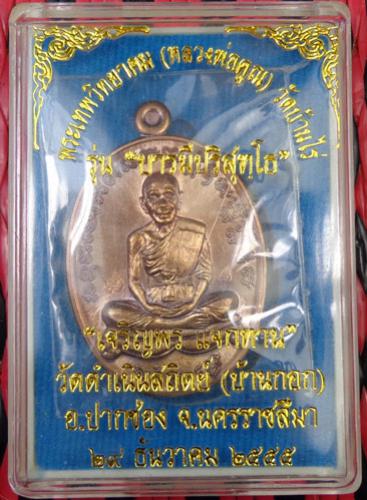 พระเทพวิทยาคม (หลวงพ่อคูณ) วัดบ้านไร่
รุ่น "บารมีปริสุทฺโธ"
"เจริญพร แจกทาน"
วัดดำเนินสถิตย์ (บ้านกอก)
อ.ปากช่อง จ.นครราชสีมา
๒๙ ธันวาคม ๒๕๕๕